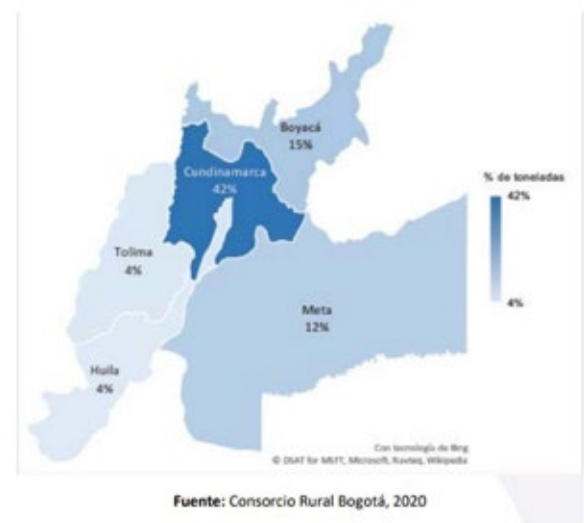 Boyacá
15%
Cundinamarca
42%
% de toneladas
42%
4%
Tolima
4%
Meta
12%
Huila
4%
Con tecnología de Bing
© DSAT for MSFT, Microsoft, Navteq, Wikipedia
Fuente: Consorcio Rural Bogotá, 2020